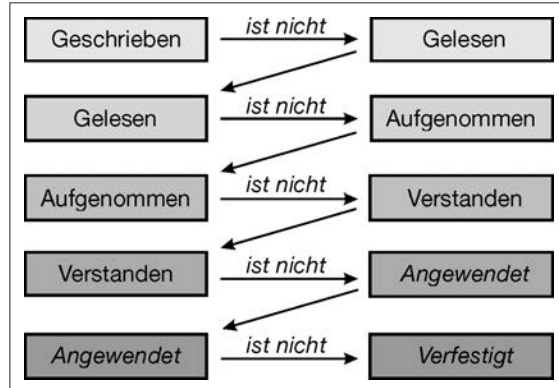 Geschrieben ist nicht Gelesen
Gelesen ist nicht Aufgenommen
Aufgenommen ist nicht Verstanden
Verstanden ist nicht Angewendet
Angewendet ist nicht Verfestigt